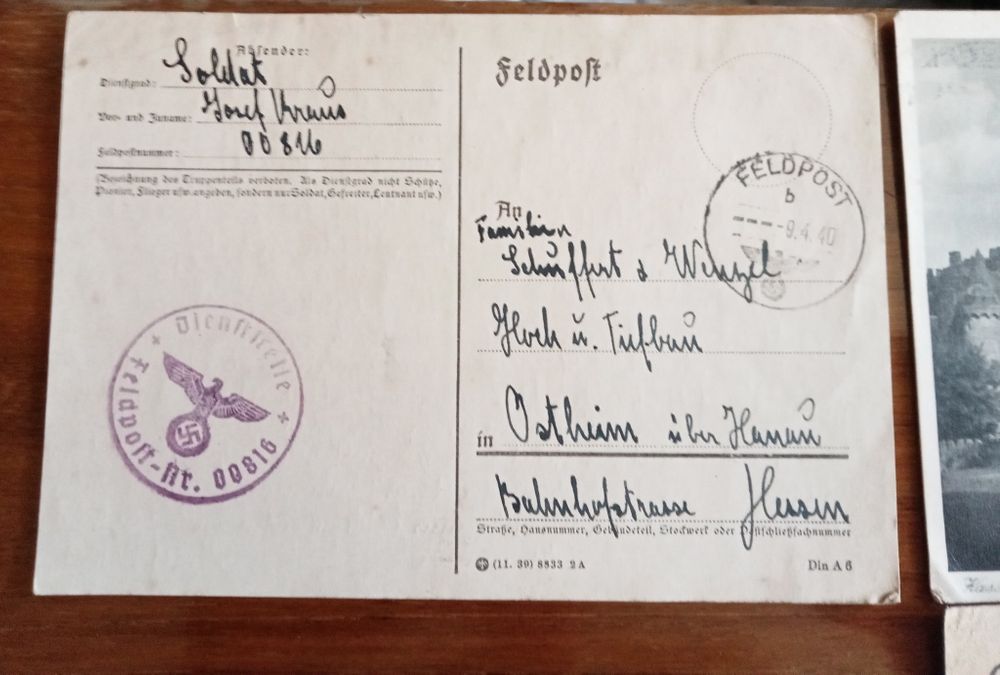 Absender:
Dienstgrad: Soldat
Vor- und Zuname: Josef Kraus
Feldpostnummer: 00816
(Bezeichnung des Truppenteils verboten. Als Dienstgrad nicht Schütze,
Pionier, Flieger usw. angeben, sondern nur Soldat, Gefreiter, Leutnant usw.)
Dienststelle
Feldpost-Nr. 00816
Feldpost
FELDPOST
b
-9.4.40
An
Familien
Schuffert & Wenzel
Hoch u. Tiefbau
in Ostheim über Hanau
Bahnhofstrasse Hessen
Straße, Hausnummer, Gebäudeteil, Stockwerk oder Postschließfachnummer
(11. 39) 8833 2 A
Din A 6